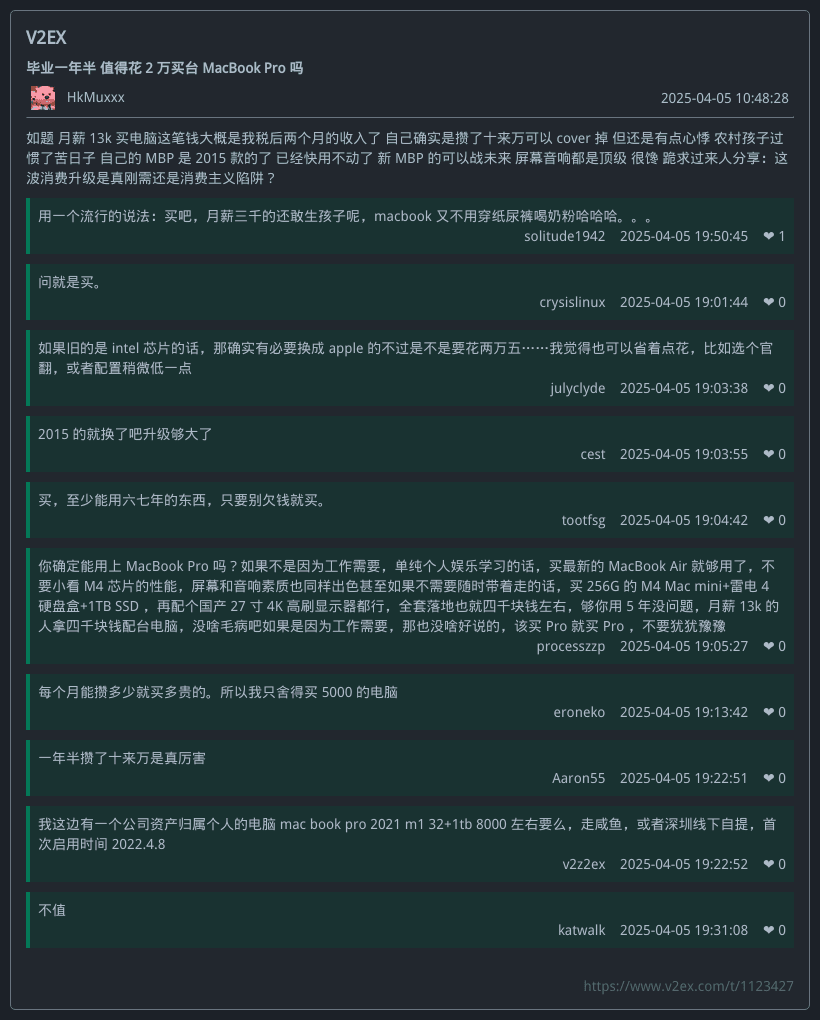 V2EX
毕业一年半 值得花 2 万买台 MacBook Pro 吗
HkMuxxx 2025-04-05 10:48:28
如题 月薪 13k 买电脑这笔钱大概是我税后两个月的收入了 自己确实是攒了十来万可以 cover 掉 但还是有点心悸 农村孩子过
惯了苦日子 自己的 MBP 是 2015 款的了 已经快用不动了 新 MBP 的可以战未来 屏幕音响都是顶级 很馋 跪求过来人分享：这
波消费升级是真刚需还是消费主义陷阱？
用一个流行的说法：买吧，月薪三千的还敢生孩子呢，macbook 又不用穿纸尿裤喝奶粉哈哈哈。。。
solitude1942 2025-04-05 19:50:45 ❤ 1
问就是买。
crysislinux 2025-04-05 19:01:44 ❤ 0
如果旧的是 intel 芯片的话，那确实有必要换成 apple 的不过是不是要花两万五……我觉得也可以省着点花，比如选个官
翻，或者配置稍微低一点
julyclyde 2025-04-05 19:03:38 ❤ 0
2015 的就换了吧升级够大了
cest 2025-04-05 19:03:55 ❤ 0
买，至少能用六七年的东西，只要别欠钱就买。
tootfsg 2025-04-05 19:04:42 ❤ 0
你确定能用上 MacBook Pro 吗？如果不是因为工作需要，单纯个人娱乐学习的话，买最新的 MacBook Air 就够用了，不
要小看 M4 芯片的性能，屏幕和音响素质也同样出色甚至如果不需要随时带着走的话，买 256G 的 M4 Mac mini+雷电 4
硬盘盒+1TB SSD ，再配个国产 27 寸 4K 高刷显示器都行，全套落地也就四千块钱左右，够你用 5 年没问题，月薪 13k 的
人拿四千块钱配台电脑，没啥毛病吧如果是因为工作需要，那也没啥好说的，该买 Pro 就买 Pro ，不要犹犹豫豫
processzzp 2025-04-05 19:05:27 ❤ 0
每个月能攒多少就买多贵的。所以我只舍得买 5000 的电脑
eroneko 2025-04-05 19:13:42 ❤ 0
一年半攒了十来万是真厉害
Aaron55 2025-04-05 19:22:51 ❤ 0
我这边有一个公司资产归属个人的电脑 mac book pro 2021 m1 32+1tb 8000 左右要么，走咸鱼，或者深圳线下自提，首
次启用时间 2022.4.8
v2z2ex 2025-04-05 19:22:52 ❤ 0
不值
katwalk 2025-04-05 19:31:08 ❤ 0
https://www.v2ex.com/t/1123427